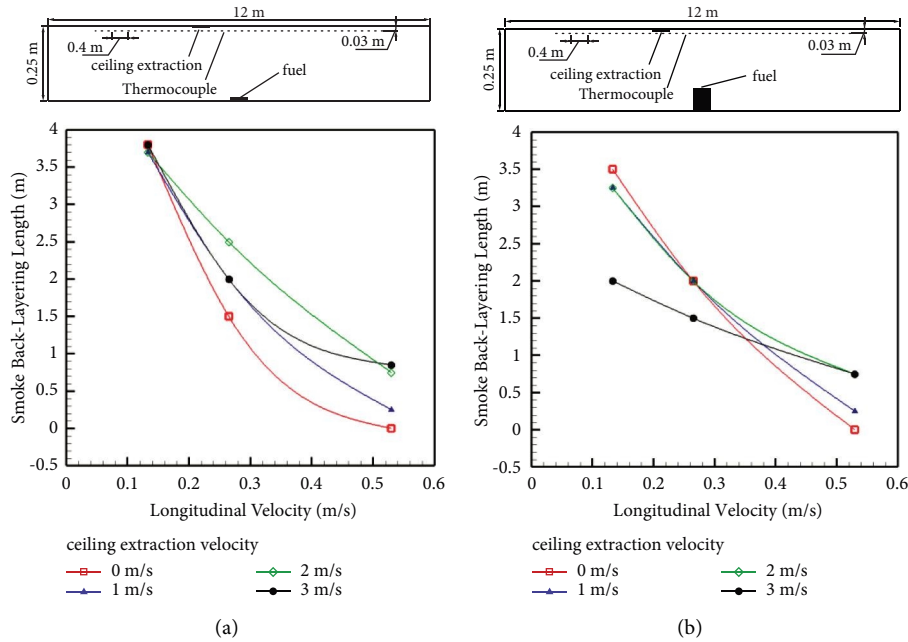 12 m
0.25 m
0.4 m
0.03 m
ceiling extraction
Thermocouple
fuel
Smoke Back-Layering Length (m)
4
3.5
3
2.5
2
1.5
1
0.5
0
-0.5
0 0.1 0.2 0.3 0.4 0.5 0.6
Longitudinal Velocity (m/s)
ceiling extraction velocity
0 m/s 2 m/s
1 m/s 3 m/s
(a)
12 m
0.25 m
0.4 m
0.03 m
ceiling extraction
Thermocouple
fuel
Smoke Back-Layering Length (m)
4
3.5
3
2.5
2
1.5
1
0.5
0
-0.5
0 0.1 0.2 0.3 0.4 0.5 0.6
Longitudinal Velocity (m/s)
ceiling extraction velocity
0 m/s 2 m/s
1 m/s 3 m/s
(b)